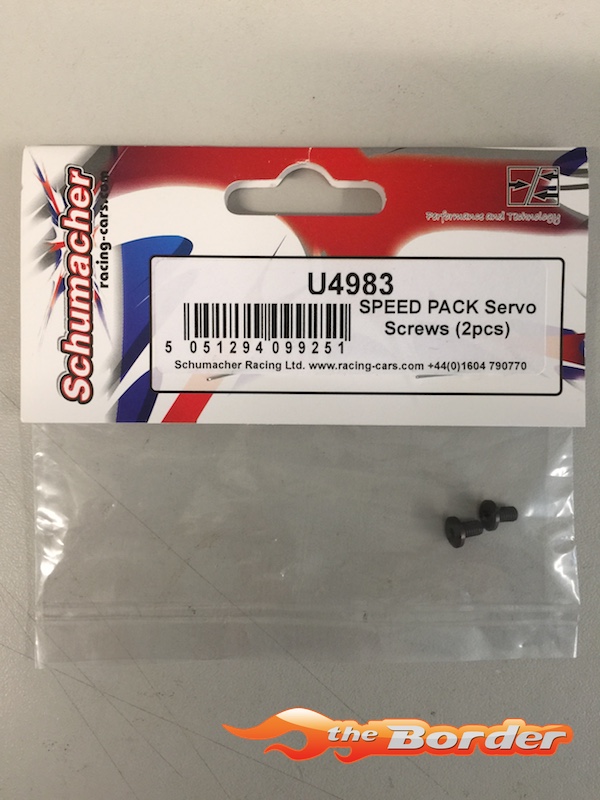 Schumacher
racing-cars.com
Performance and Technology
U4983
SPEED PACK Servo
Screws (2pcs)
5 051294 099251
Schumacher Racing Ltd. www.racing-cars.com +44(0)1604 790770
the Border